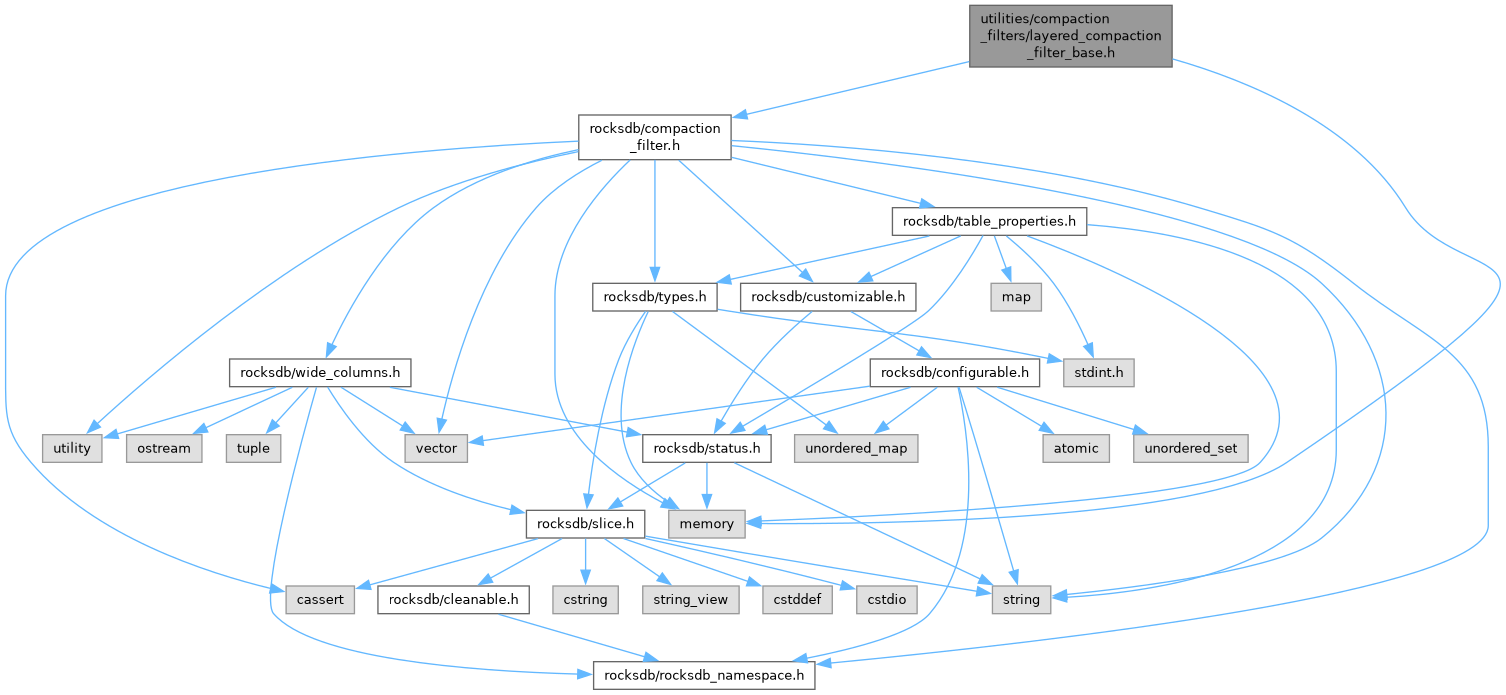 utilities/compaction
_filters/layered_compaction
_filter_base.h
rocksdb/compaction
_filter.h
rocksdb/table_properties.h
rocksdb/types.h
rocksdb/customizable.h
map
rocksdb/wide_columns.h
rocksdb/configurable.h
stdint.h
utility
ostream
tuple
vector
rocksdb/status.h
unordered_map
atomic
unordered_set
rocksdb/slice.h
memory
cassert
rocksdb/cleanable.h
cstring
string_view
cstddef
cstdio
string
rocksdb/rocksdb_namespace.h